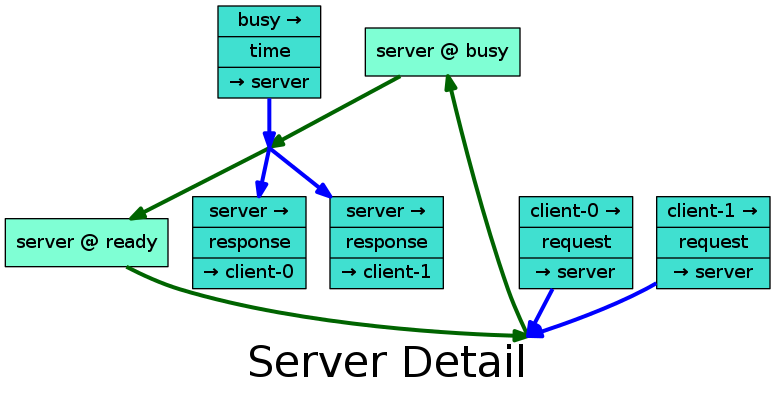 busy →
time
→ server
server @ busy
server →
response
→ client-0
server →
response
→ client-1
client-0 →
request
→ server
client-1 →
request
→ server
server @ ready
Server Detail